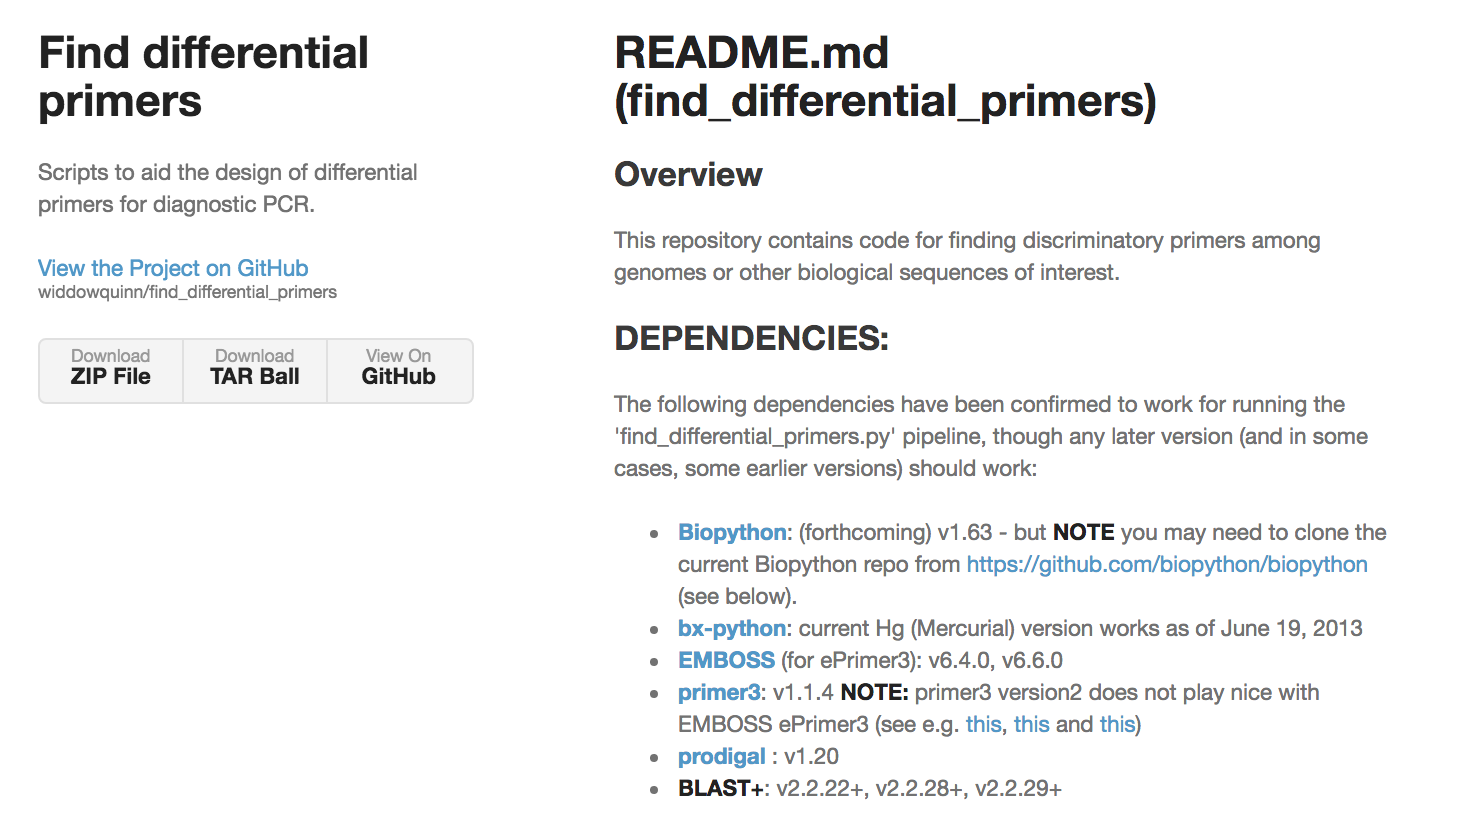 Find differential
primers
Scripts to aid the design of differential
primers for diagnostic PCR.
View the Project on GitHub
widdowquinn/find_differential_primers
Download
ZIP File
Download
TAR Ball
View On
GitHub
README.md
(find_differential_primers)
Overview
This repository contains code for finding discriminatory primers among
genomes or other biological sequences of interest.
DEPENDENCIES:
The following dependencies have been confirmed to work for running the
'find_differential_primers.py' pipeline, though any later version (and in some
cases, some earlier versions) should work:
• Biopython: (forthcoming) v1.63 - but NOTE you may need to clone the
current Biopython repo from https://github.com/biopython/biopython
(see below).
• bx-python: current Hg (Mercurial) version works as of June 19, 2013
• EMBOSS (for ePrimer3): v6.4.0, v6.6.0
• primer3: v1.1.4 NOTE: primer3 version2 does not play nice with
EMBOSS ePrimer3 (see e.g. this, this and this)
• prodigal : v1.20
• BLAST+: v2.2.22+, v2.2.28+, v2.2.29+